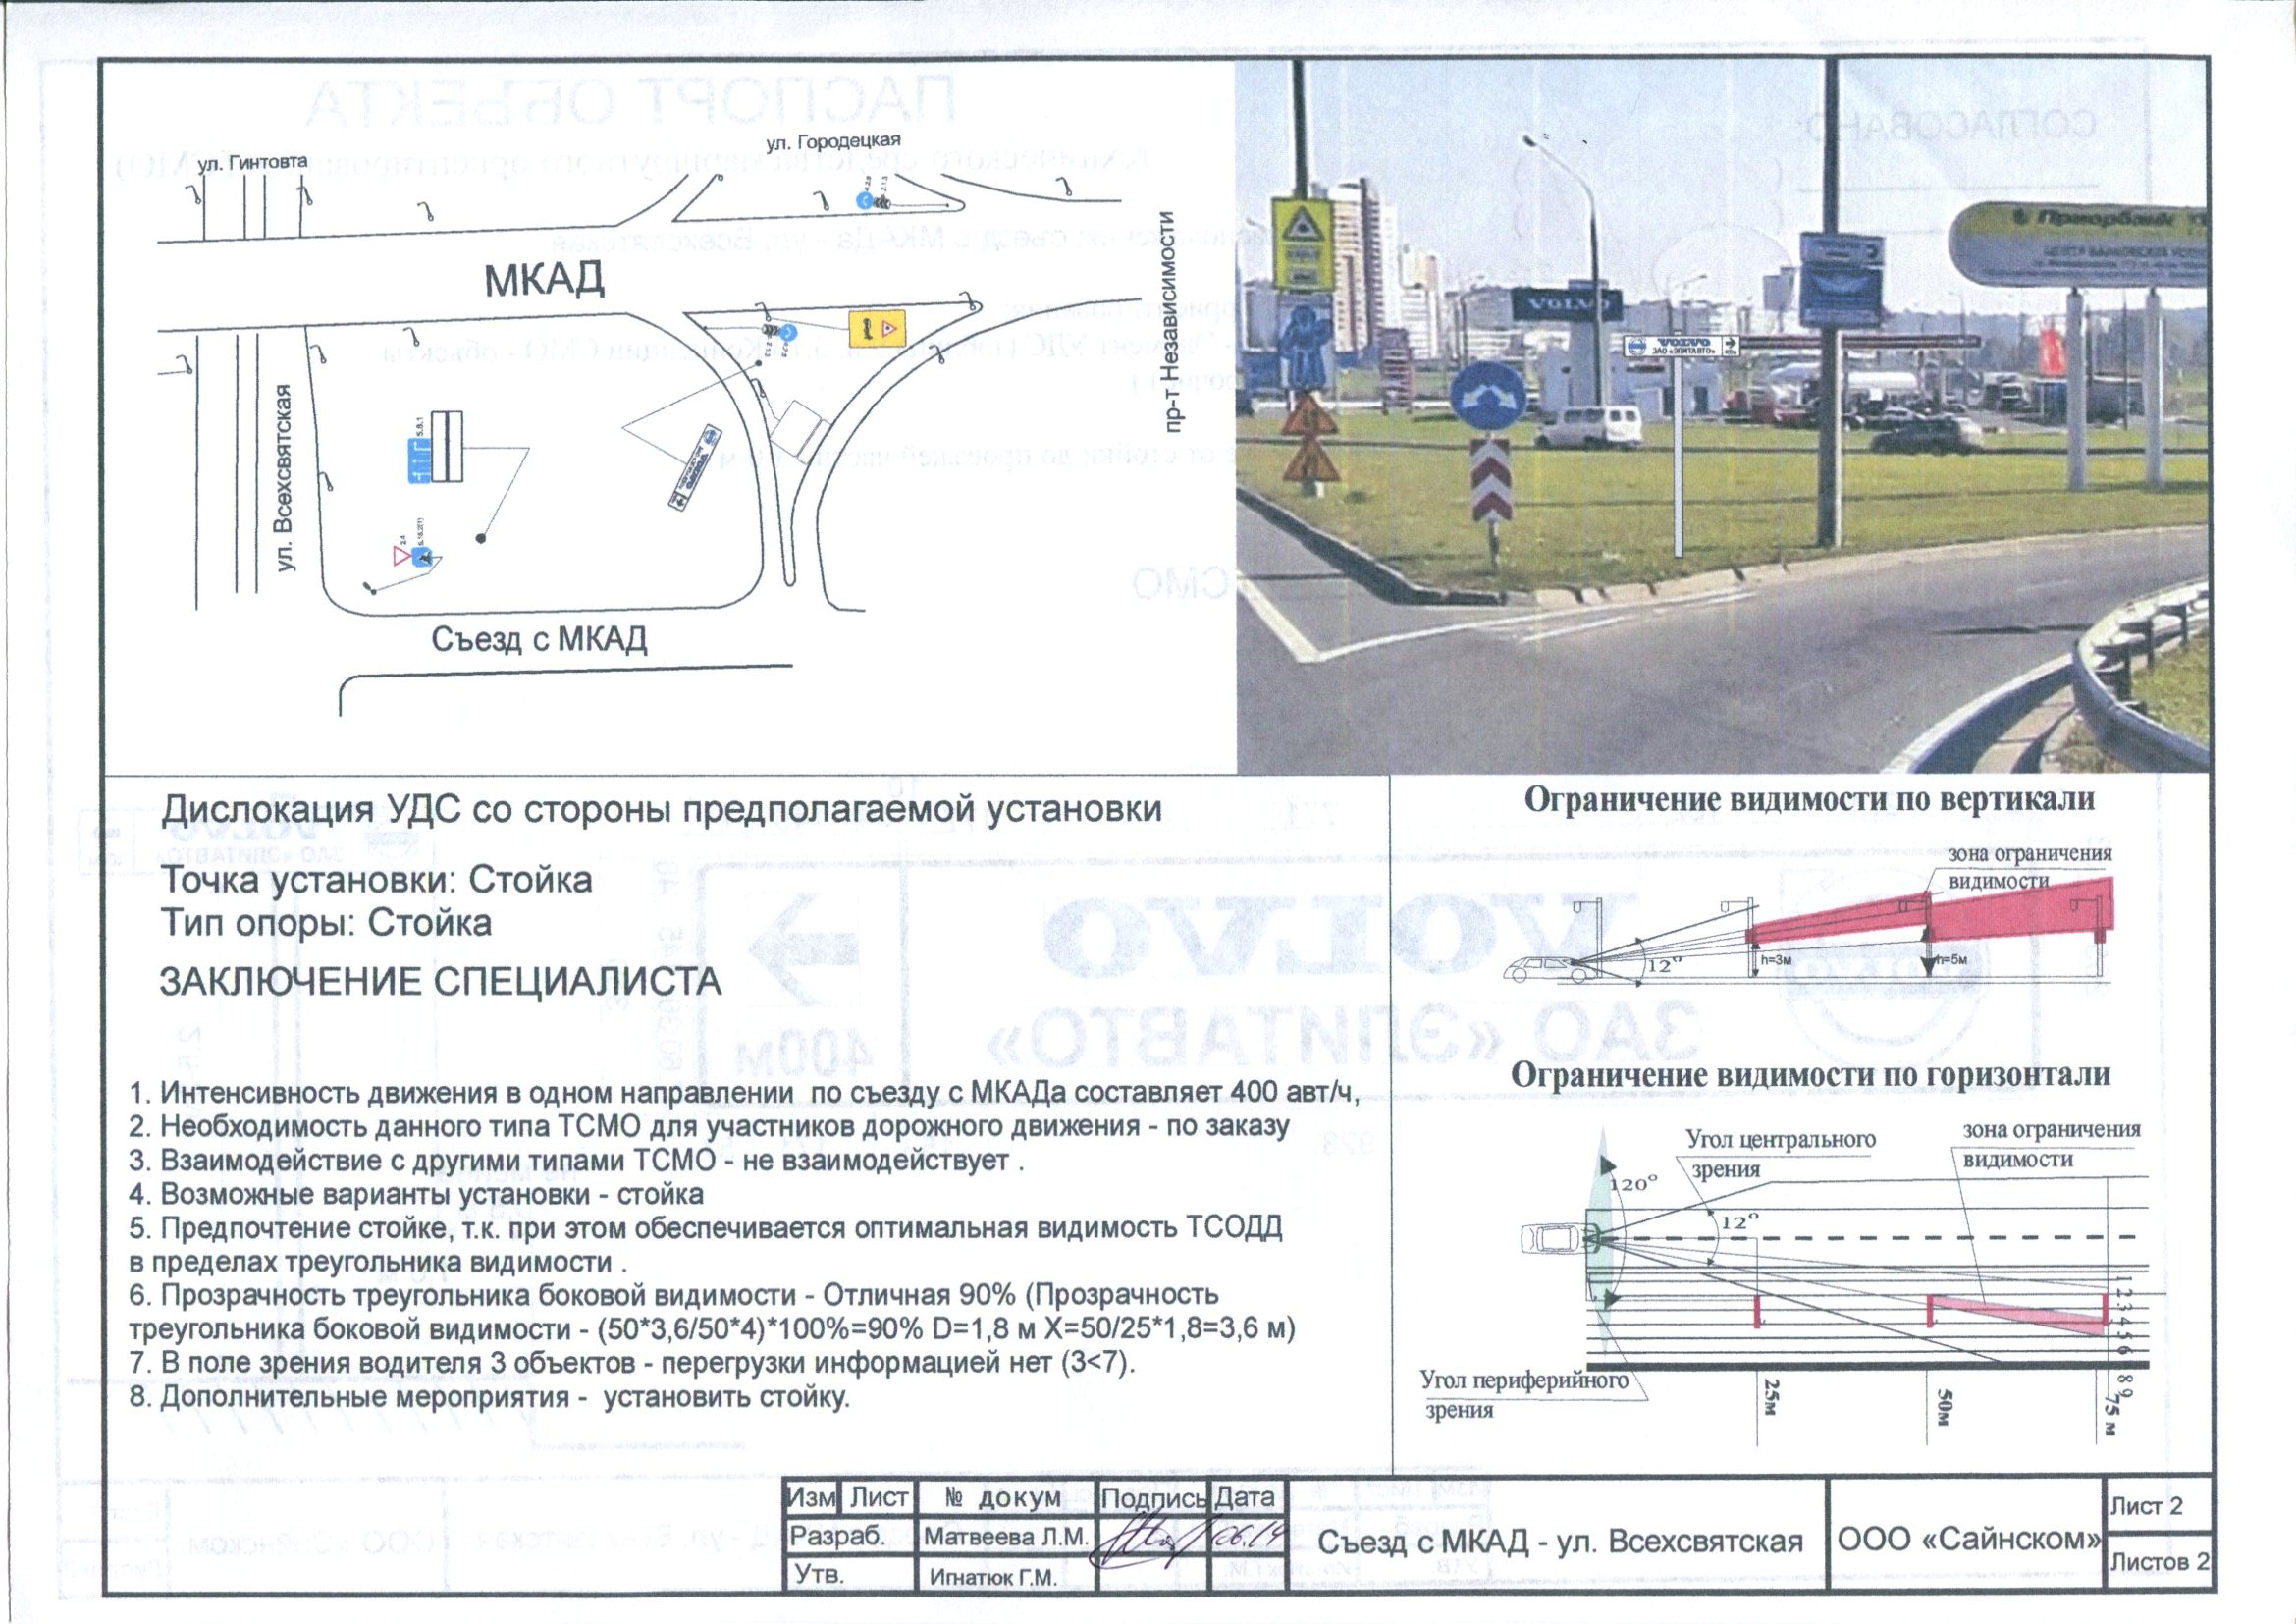 ул. Гинтовта
ул. Городецкая
МКАД
пр-т Независимости
ул. Всехсвятская
5.8.1
2.4
Съезд с МКАД
VOLVO
VOLVO
ЗАО «ЭЛИТАВТО»
Приорбанк
Дислокация УДС со стороны предполагаемой установки
Точка установки: Стойка
Тип опоры: Стойка
ЗАКЛЮЧЕНИЕ СПЕЦИАЛИСТА
1. Интенсивность движения в одном направлении по съезду с МКАДа составляет 400 авт/ч,
2. Необходимость данного типа ТСМО для участников дорожного движения - по заказу
3. Взаимодействие с другими типами ТСМО - не взаимодействует .
4. Возможные варианты установки - стойка
5. Предпочтение стойке, т.к. при этом обеспечивается оптимальная видимость ТСОДД
в пределах треугольника видимости .
6. Прозрачность треугольника боковой видимости - Отличная 90% (Прозрачность
треугольника боковой видимости - (50*3,6/50*4)*100%=90% D=1,8 м X=50/25*1,8=3,6 м)
7. В поле зрения водителя 3 объектов - перегрузки информацией нет (3<7).
8. Дополнительные мероприятия - установить стойку.
Ограничение видимости по вертикали
зона ограничения
видимости
12°
h=3м
h=5м
Ограничение видимости по горизонтали
Угол центрального
зрения
зона ограничения
видимости
120°
12°
Угол периферийного
зрения
25м
50м
75 м
Изм Лист № докум Подпись Дата
Разраб. Матвеева Л.М.
Утв. Игнатюк Г.М.
Съезд с МКАД - ул. Всехсвятская
ООО «Сайнском»
Лист 2
Листов 2